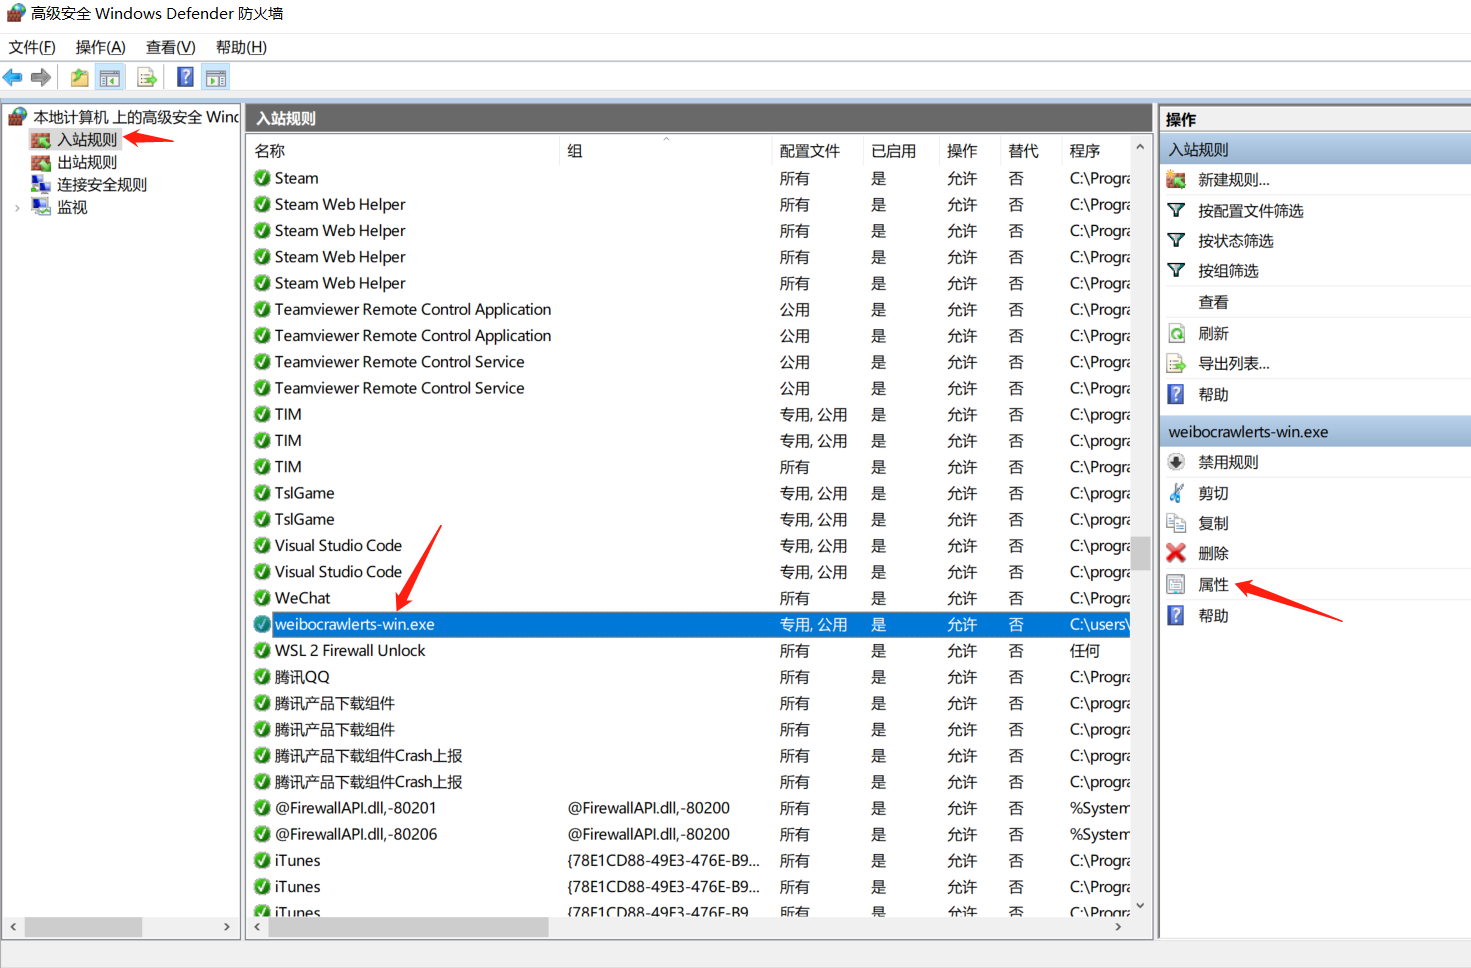 高级安全 Windows Defender 防火墙
文件(F) 操作(A) 查看(V) 帮助(H)
本地计算机 上的高级安全 Wind
入站规则
出站规则
连接安全规则
监视
入站规则
名称 组 配置文件 已启用 操作 替代 程序
Steam 所有 是 允许 否 C:\Progra
Steam Web Helper 所有 是 允许 否 C:\Progra
Steam Web Helper 所有 是 允许 否 C:\Progra
Steam Web Helper 所有 是 允许 否 C:\Progra
Steam Web Helper 所有 是 允许 否 C:\Progra
Teamviewer Remote Control Application 公用 是 允许 否 C:\Progra
Teamviewer Remote Control Application 公用 是 允许 否 C:\Progra
Teamviewer Remote Control Service 公用 是 允许 否 C:\Progra
Teamviewer Remote Control Service 公用 是 允许 否 C:\Progra
TIM 专用, 公用 是 允许 否 C:\progra
TIM 专用, 公用 是 允许 否 C:\progra
TIM 所有 是 允许 否 C:\Progra
TslGame 专用, 公用 是 允许 否 C:\Progra
TslGame 专用, 公用 是 允许 否 C:\Progra
Visual Studio Code 专用, 公用 是 允许 否 C:\progra
Visual Studio Code 专用, 公用 是 允许 否 C:\progra
WeChat 所有 是 允许 否 C:\Progra
weibocrawlerts-win.exe 专用, 公用 是 允许 否 C:\users\
WSL 2 Firewall Unlock 所有 是 允许 否 任何
腾讯QQ 所有 是 允许 否 C:\Progra
腾讯产品下载组件 所有 是 允许 否 C:\progra
腾讯产品下载组件 所有 是 允许 否 C:\progra
腾讯产品下载组件Crash上报 所有 是 允许 否 C:\progra
腾讯产品下载组件Crash上报 所有 是 允许 否 C:\progra
@FirewallAPI.dll,-80201 @FirewallAPI.dll,-80200 所有 是 允许 否 %System
@FirewallAPI.dll,-80206 @FirewallAPI.dll,-80200 所有 是 允许 否 %System
iTunes {78E1CD88-49E3-476E-B9... 所有 是 允许 否 C:\Progra
iTunes {78E1CD88-49E3-476E-B9... 所有 是 允许 否 C:\Progra
iTunes {78E1CD88-49E3-476E-B9 所有 是 允许 否 C:\Progra
操作
入站规则
新建规则...
按配置文件筛选
按状态筛选
按组筛选
查看
刷新
导出列表...
帮助
weibocrawlerts-win.exe
禁用规则
剪切
复制
删除
属性
帮助